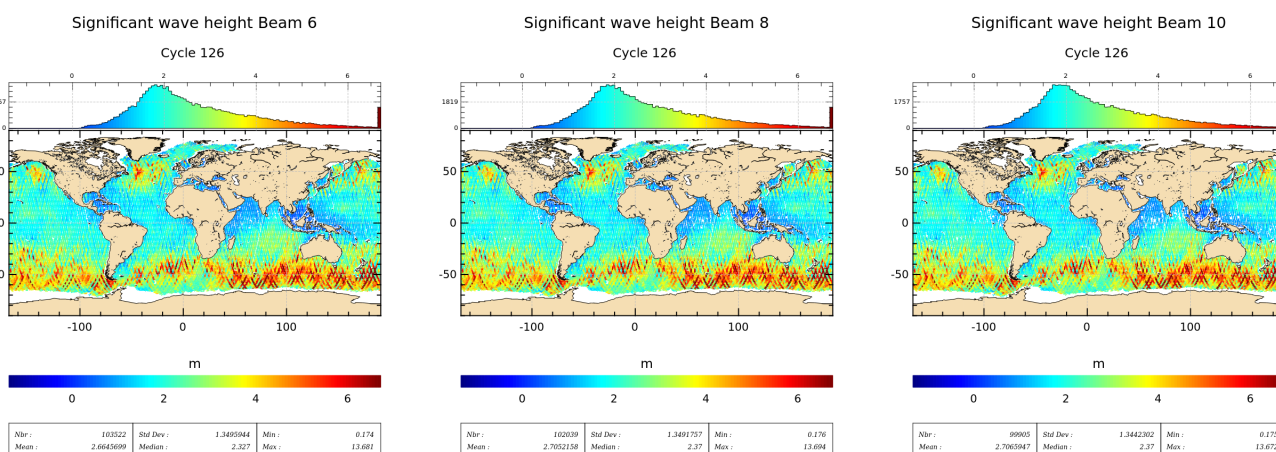 Significant wave height Beam 6
Cycle 126
0 2 4 6
0
50
0
-100 0 100
m
0 2 4 6
Nbr : 103522 Std Dev : 1.3495944 Min : 0.174
Mean : 2.6645699 Median : 2.327 Max : 13.681
Significant wave height Beam 8
Cycle 126
0 2 4 6
1819
0
50
0
-50
-100 0 100
m
0 2 4 6
Nbr : 102039 Std Dev : 1.3491757 Min : 0.176
Mean : 2.7052158 Median : 2.37 Max : 13.694
Significant wave height Beam 10
Cycle 126
0 2 4 6
1757
0
50
0
-50
-100 0 100
m
0 2 4 6
Nbr : 99905 Std Dev : 1.3442302 Min :
Mean : 2.7065947 Median : 2.37 Max :